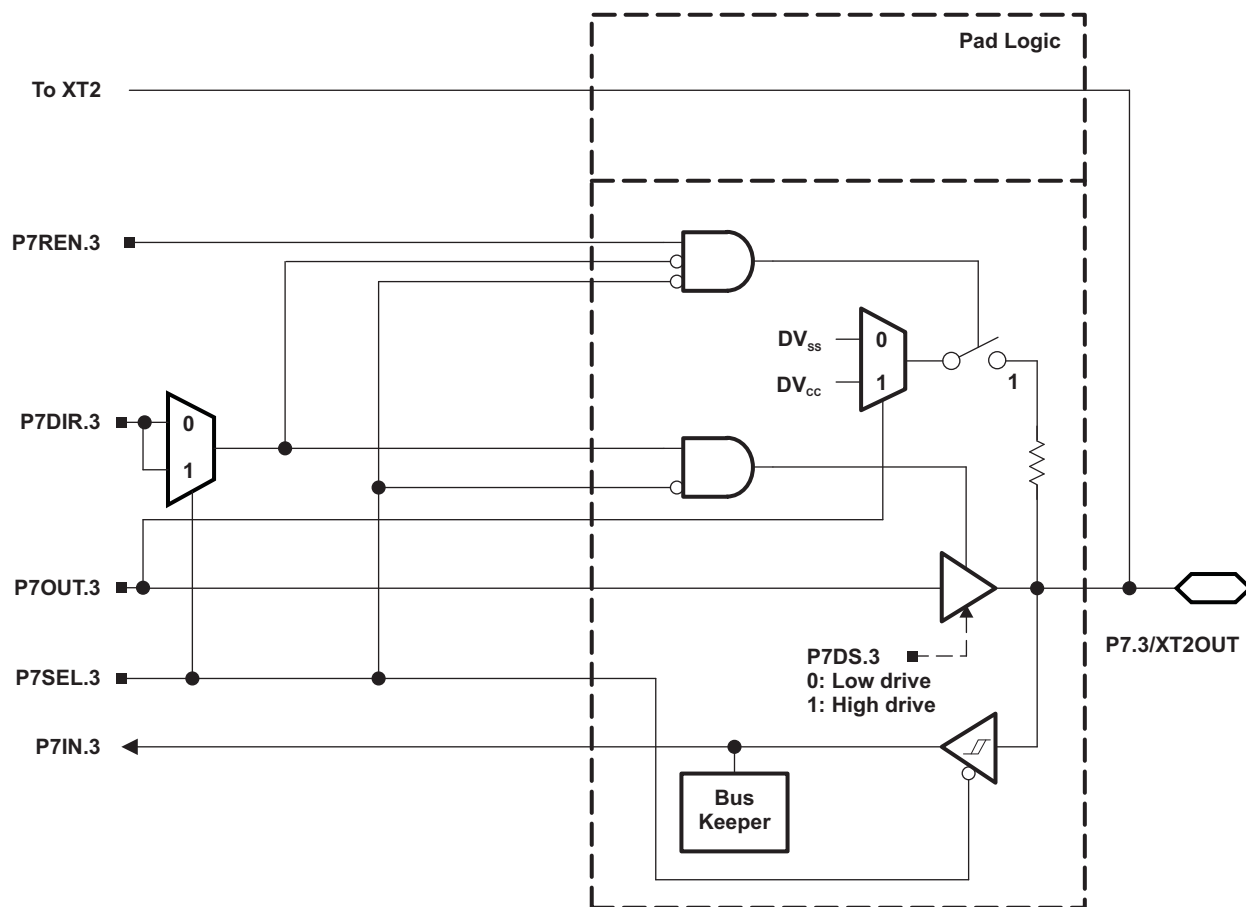 Pad Logic
To XT2
P7REN.3
DVss
0
DVcc
1
1
P7DIR.3
0
1
P7OUT.3
P7.3/XT2OUT
P7SEL.3
P7DS.3
0: Low drive
1: High drive
P7IN.3
Bus
Keeper